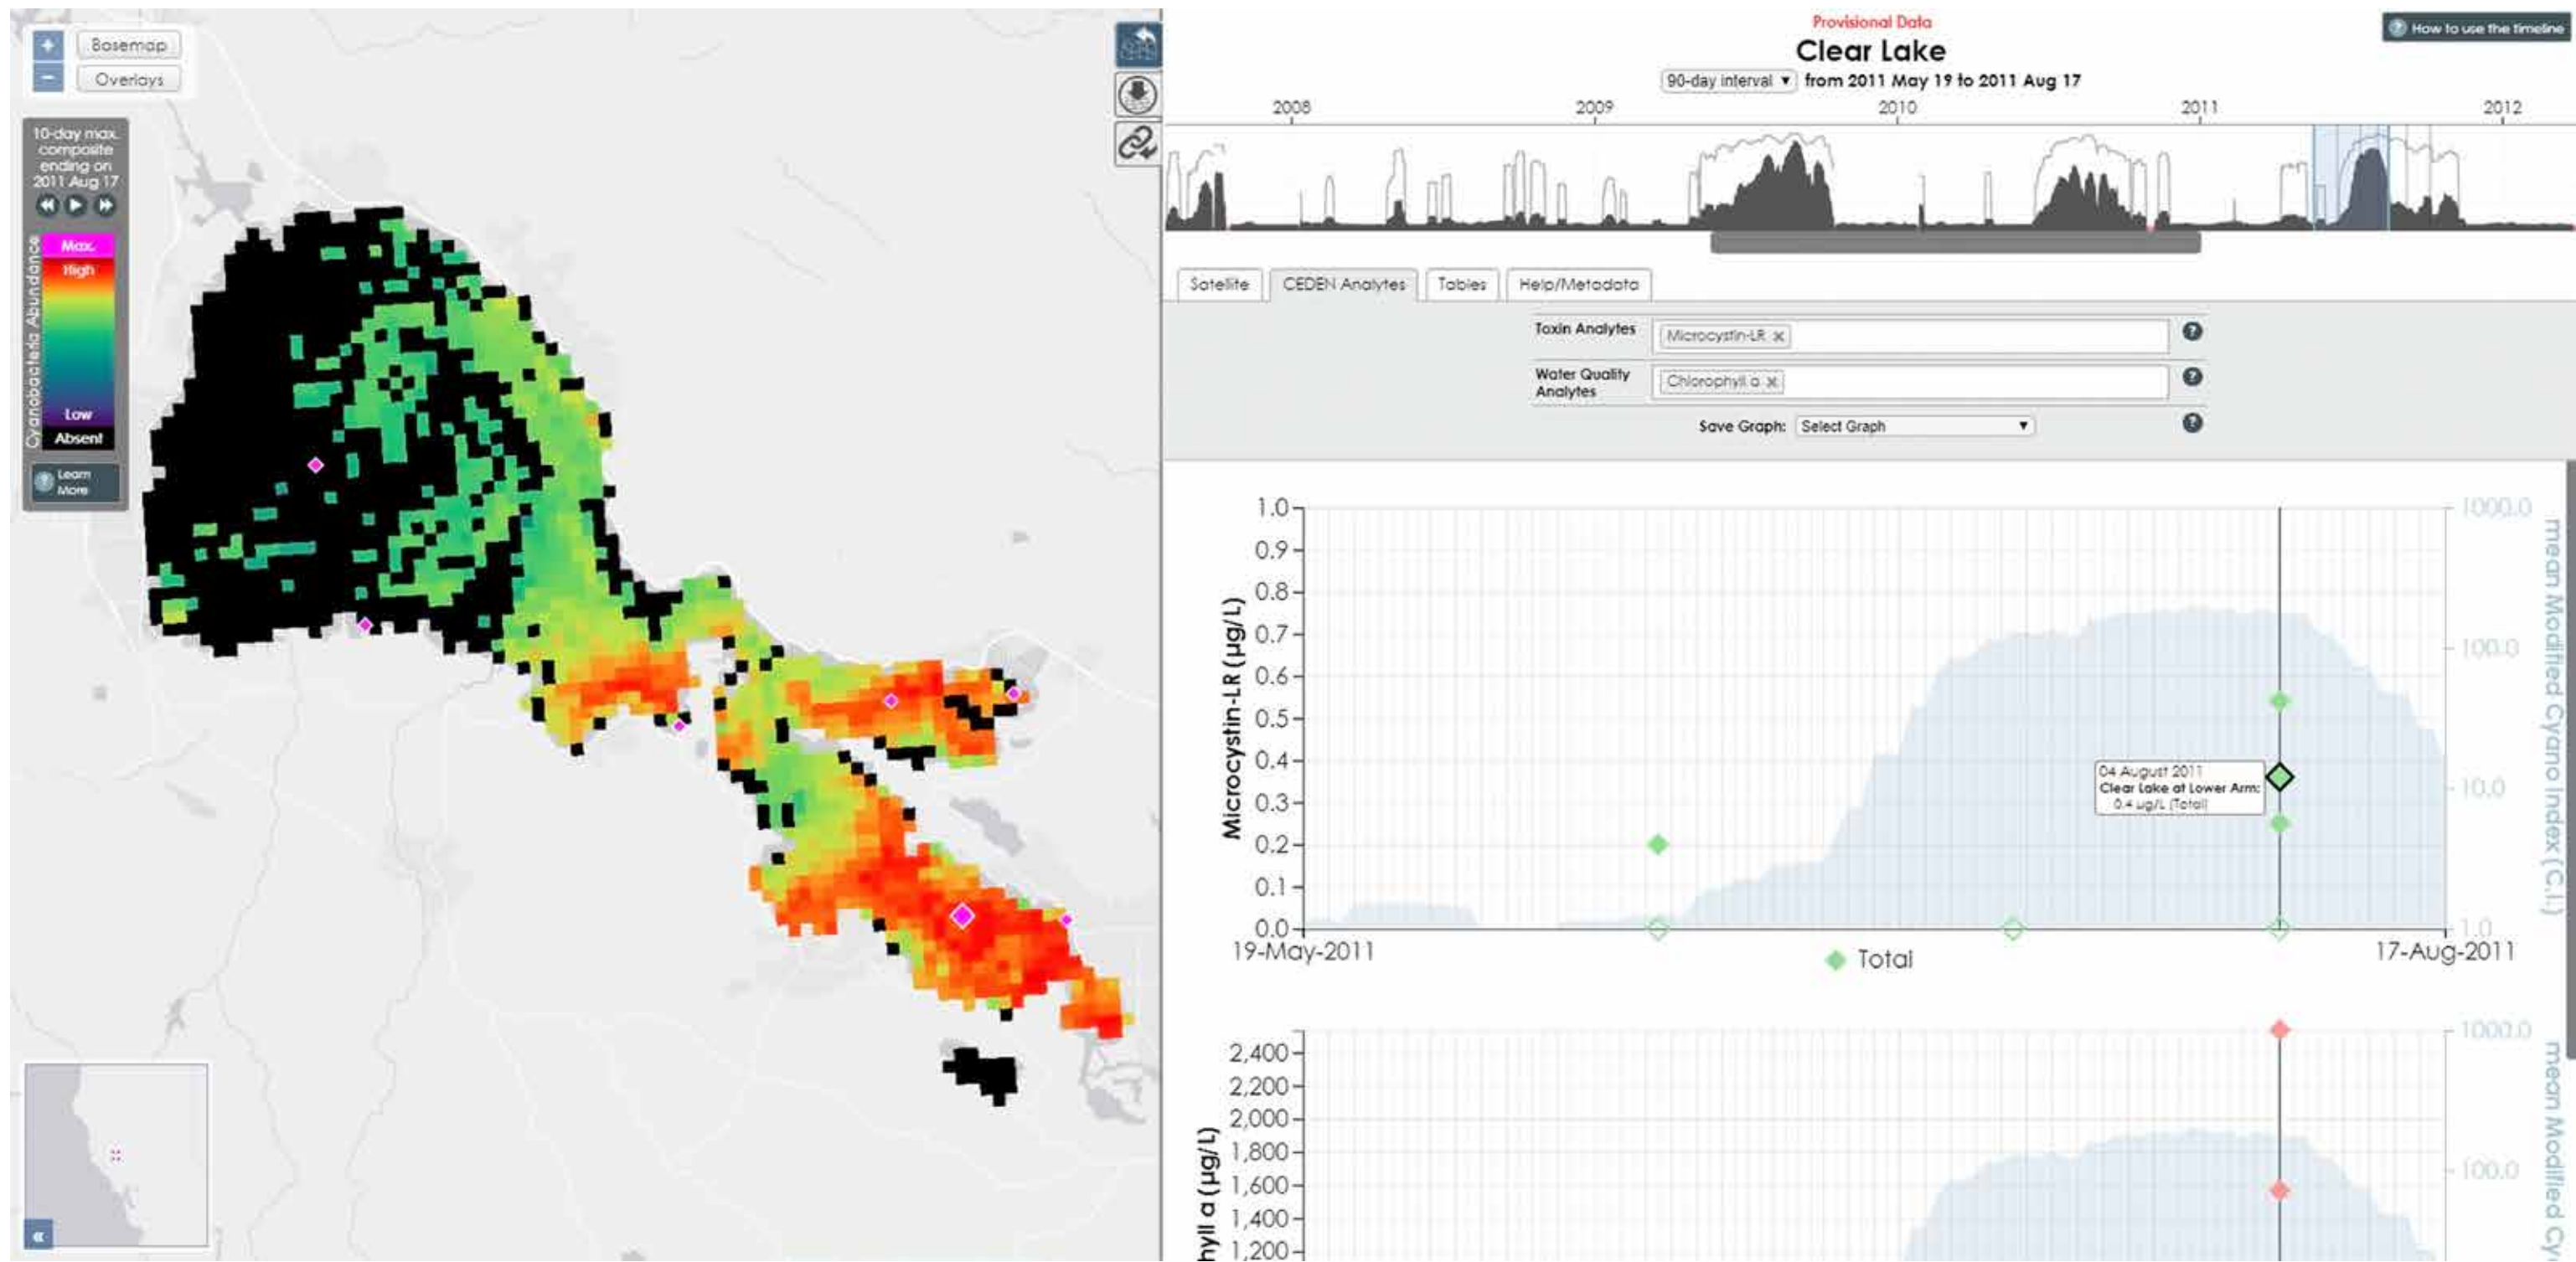 Basemap
Overlays
10-day max.
composite
ending on
2011 Aug 17
Cyanobacteria Abundance
Max.
High
Low
Absent
Learn
More
Provisional Data
Clear Lake
How to use the timeline
90-day interval from 2011 May 19 to 2011 Aug 17
2008 2009 2010 2011 2012
Satellite CEDEN Analytes Tables Help/Metadata
Toxin Analytes Microcystin-LR x
Water Quality
Analytes
Chlorophyll a x
Save Graph: Select Graph
Microcystin-LR (µg/L)
1.0
0.9
0.8
0.7
0.6
0.5
0.4
0.3
0.2
0.1
0.0
1000.0
100.0
10.0
1.0
mean Modified Cyano Index (C.I.)
04 August 2011
Clear Lake at Lower Arm:
0.4 ug/L (Total)
19-May-2011 17-Aug-2011
Total
hyll a (µg/L)
2,400
2,200
2,000
1,800
1,600
1,400
1,200
1000.0
100.0
mean Modified Cy